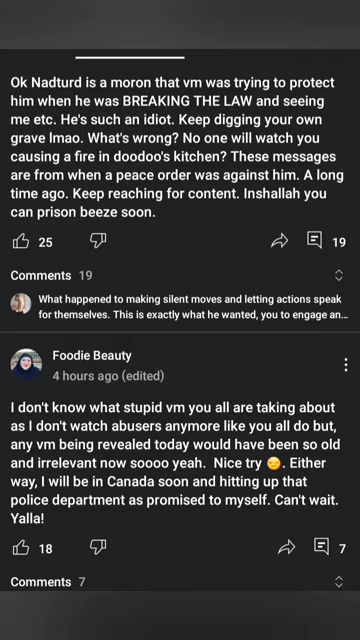 Ok Nadturd is a moron that vm was trying to protect
him when he was BREAKING THE LAW and seeing
me etc. He's such an idiot. Keep digging your own
grave lmao. What's wrong? No one will watch you
causing a fire in doodoo's kitchen? These messages
are from when a peace order was against him. A long
time ago. Keep reaching for content. Inshallah you
can prison beeze soon.
25 19
Comments 19
What happened to making silent moves and letting actions speak
for themselves. This is exactly what he wanted, you to engage an...
Foodie Beauty
4 hours ago (edited)
I don't know what stupid vm you all are taking about
as I don't watch abusers anymore like you all do but,
any vm being revealed today would have been so old
and irrelevant now soooo yeah. Nice try 😏. Either
way, I will be in Canada soon and hitting up that
police department as promised to myself. Can't wait.
Yalla!
18 7
Comments 7